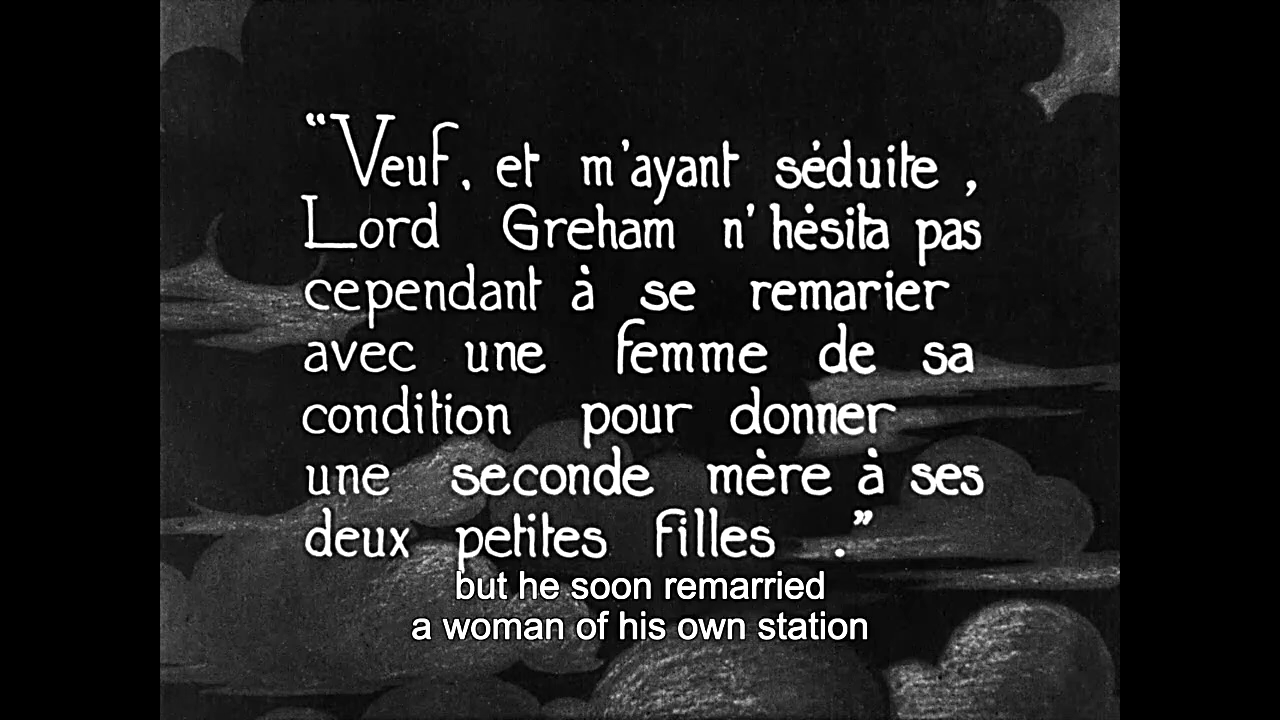 “Veuf, et m'ayant séduite,
Lord Greham n'hésita pas
cependant à se remarier
avec une femme de sa
condition pour donner
une seconde mère à ses
deux petites filles.”
but he soon remarried
a woman of his own station